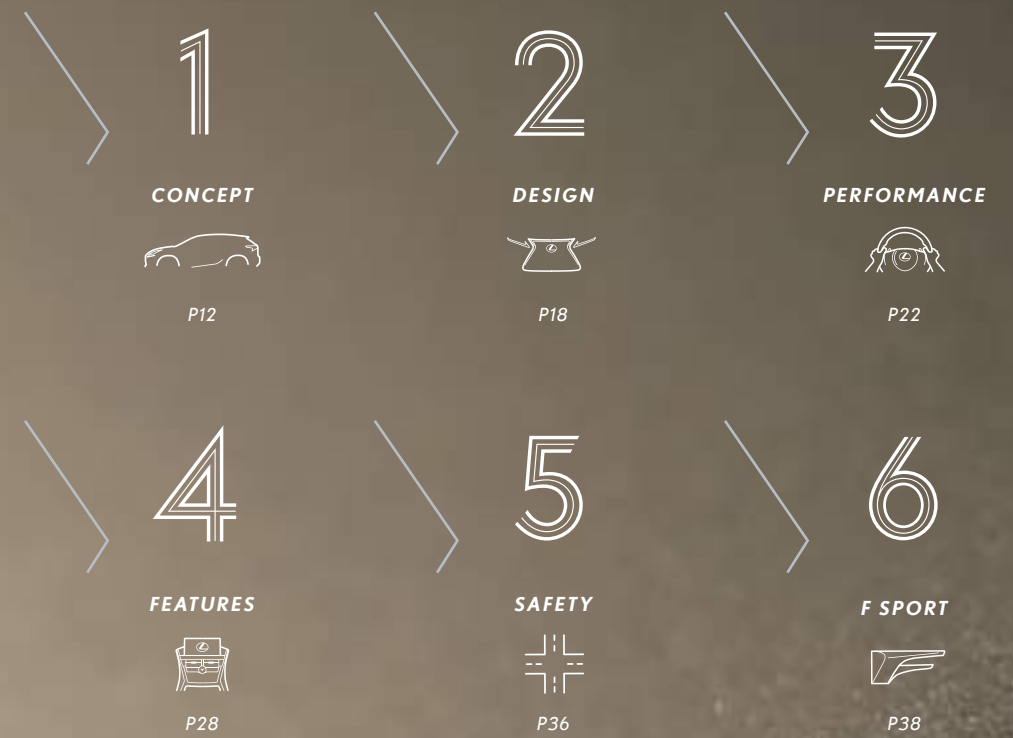 1
2
3
CONCEPT
DESIGN
PERFORMANCE
P12
P18
P22
4
5
6
FEATURES
SAFETY
F SPORT
P28
P36
P38